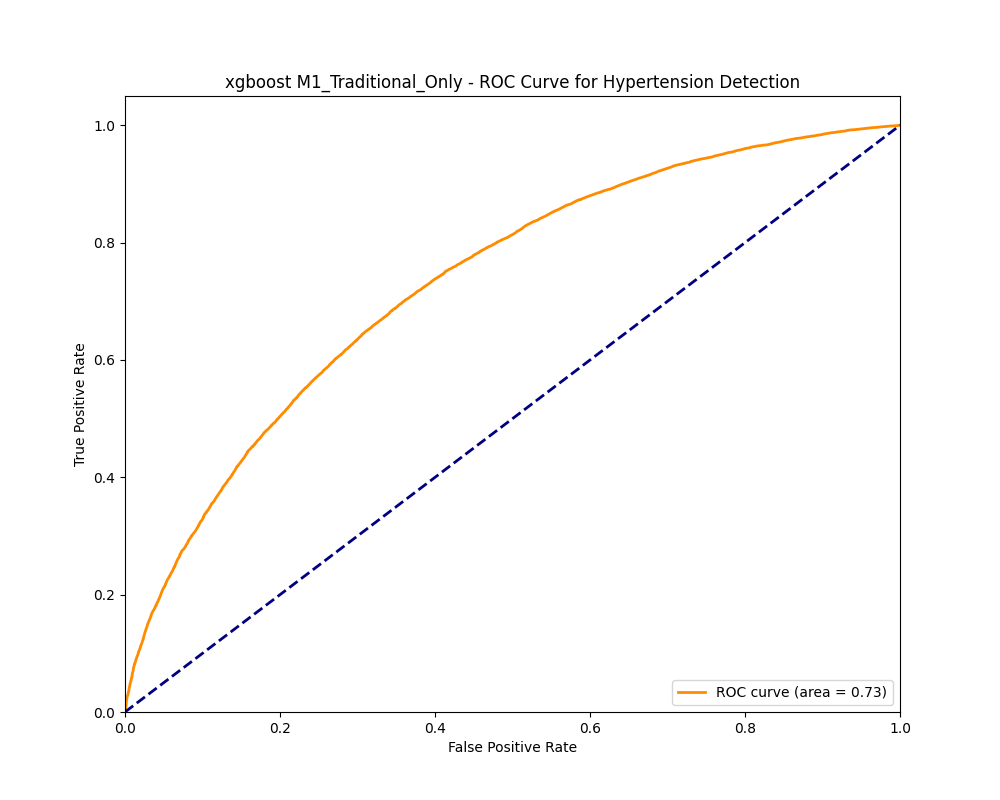 xgboost M1_Traditional_Only - ROC Curve for Hypertension Detection
1.0
0.8
0.6
0.4
0.2
0.0
True Positive Rate
ROC curve (area = 0.73)
0.0 0.2 0.4 0.6 0.8 1.0
False Positive Rate